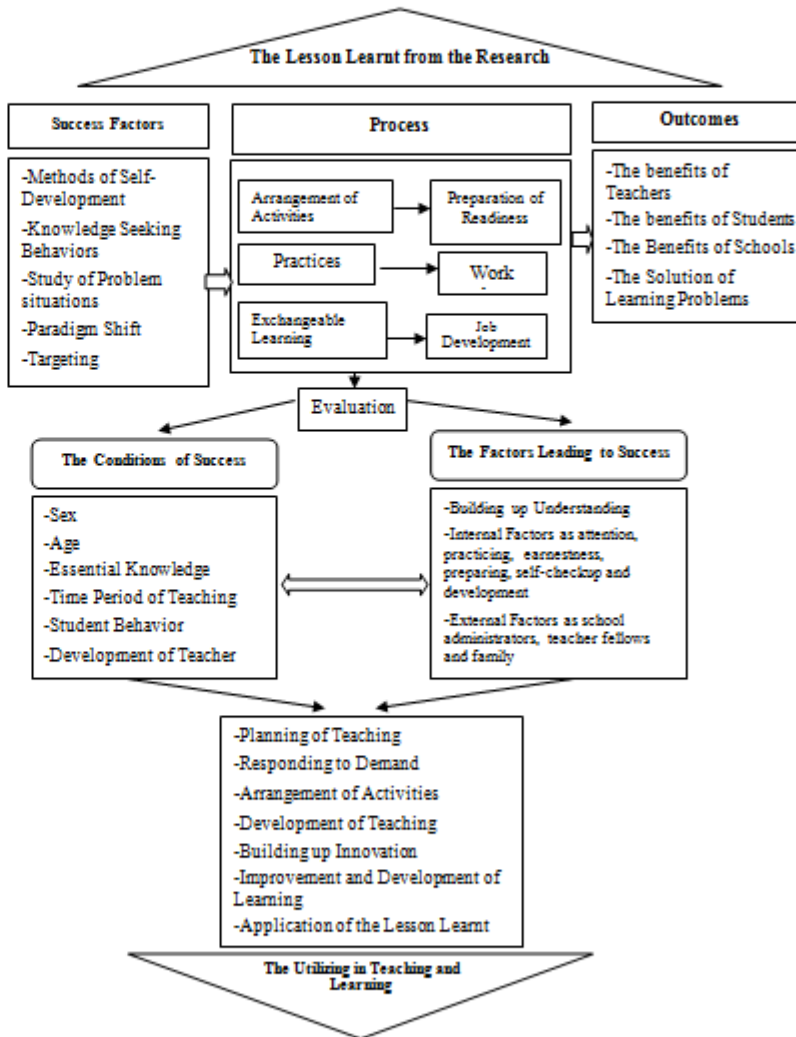 The Lesson Learnt from the Research
Success Factors
Process
Outcomes
-Methods of Self-
Development
-Knowledge Seeking
Behaviors
-Study of Problem
situations
-Paradigm Shift
-Targeting
Arrangement of
Activities
Preparation of
Readiness
Practices
Work
Exchangeable
Learning
Job
Development
-The benefits of
Teachers
-The benefits of Students
-The Benefits of Schools
-The Solution of
Learning Problems
Evaluation
The Conditions of Success
The Factors Leading to Success
-Sex
-Age
-Essential Knowledge
-Time Period of Teaching
-Student Behavior
-Development of Teacher
-Building up Understanding
-Internal Factors as attention,
practicing, earnestness,
preparing, self-checkup and
development
-External Factors as school
administrators, teacher fellows
and family
-Planning of Teaching
-Responding to Demand
-Arrangement of Activities
-Development of Teaching
-Building up Innovation
-Improvement and Development of
Learning
-Application of the Lesson Learnt
The Utilizing in Teaching and
Learning